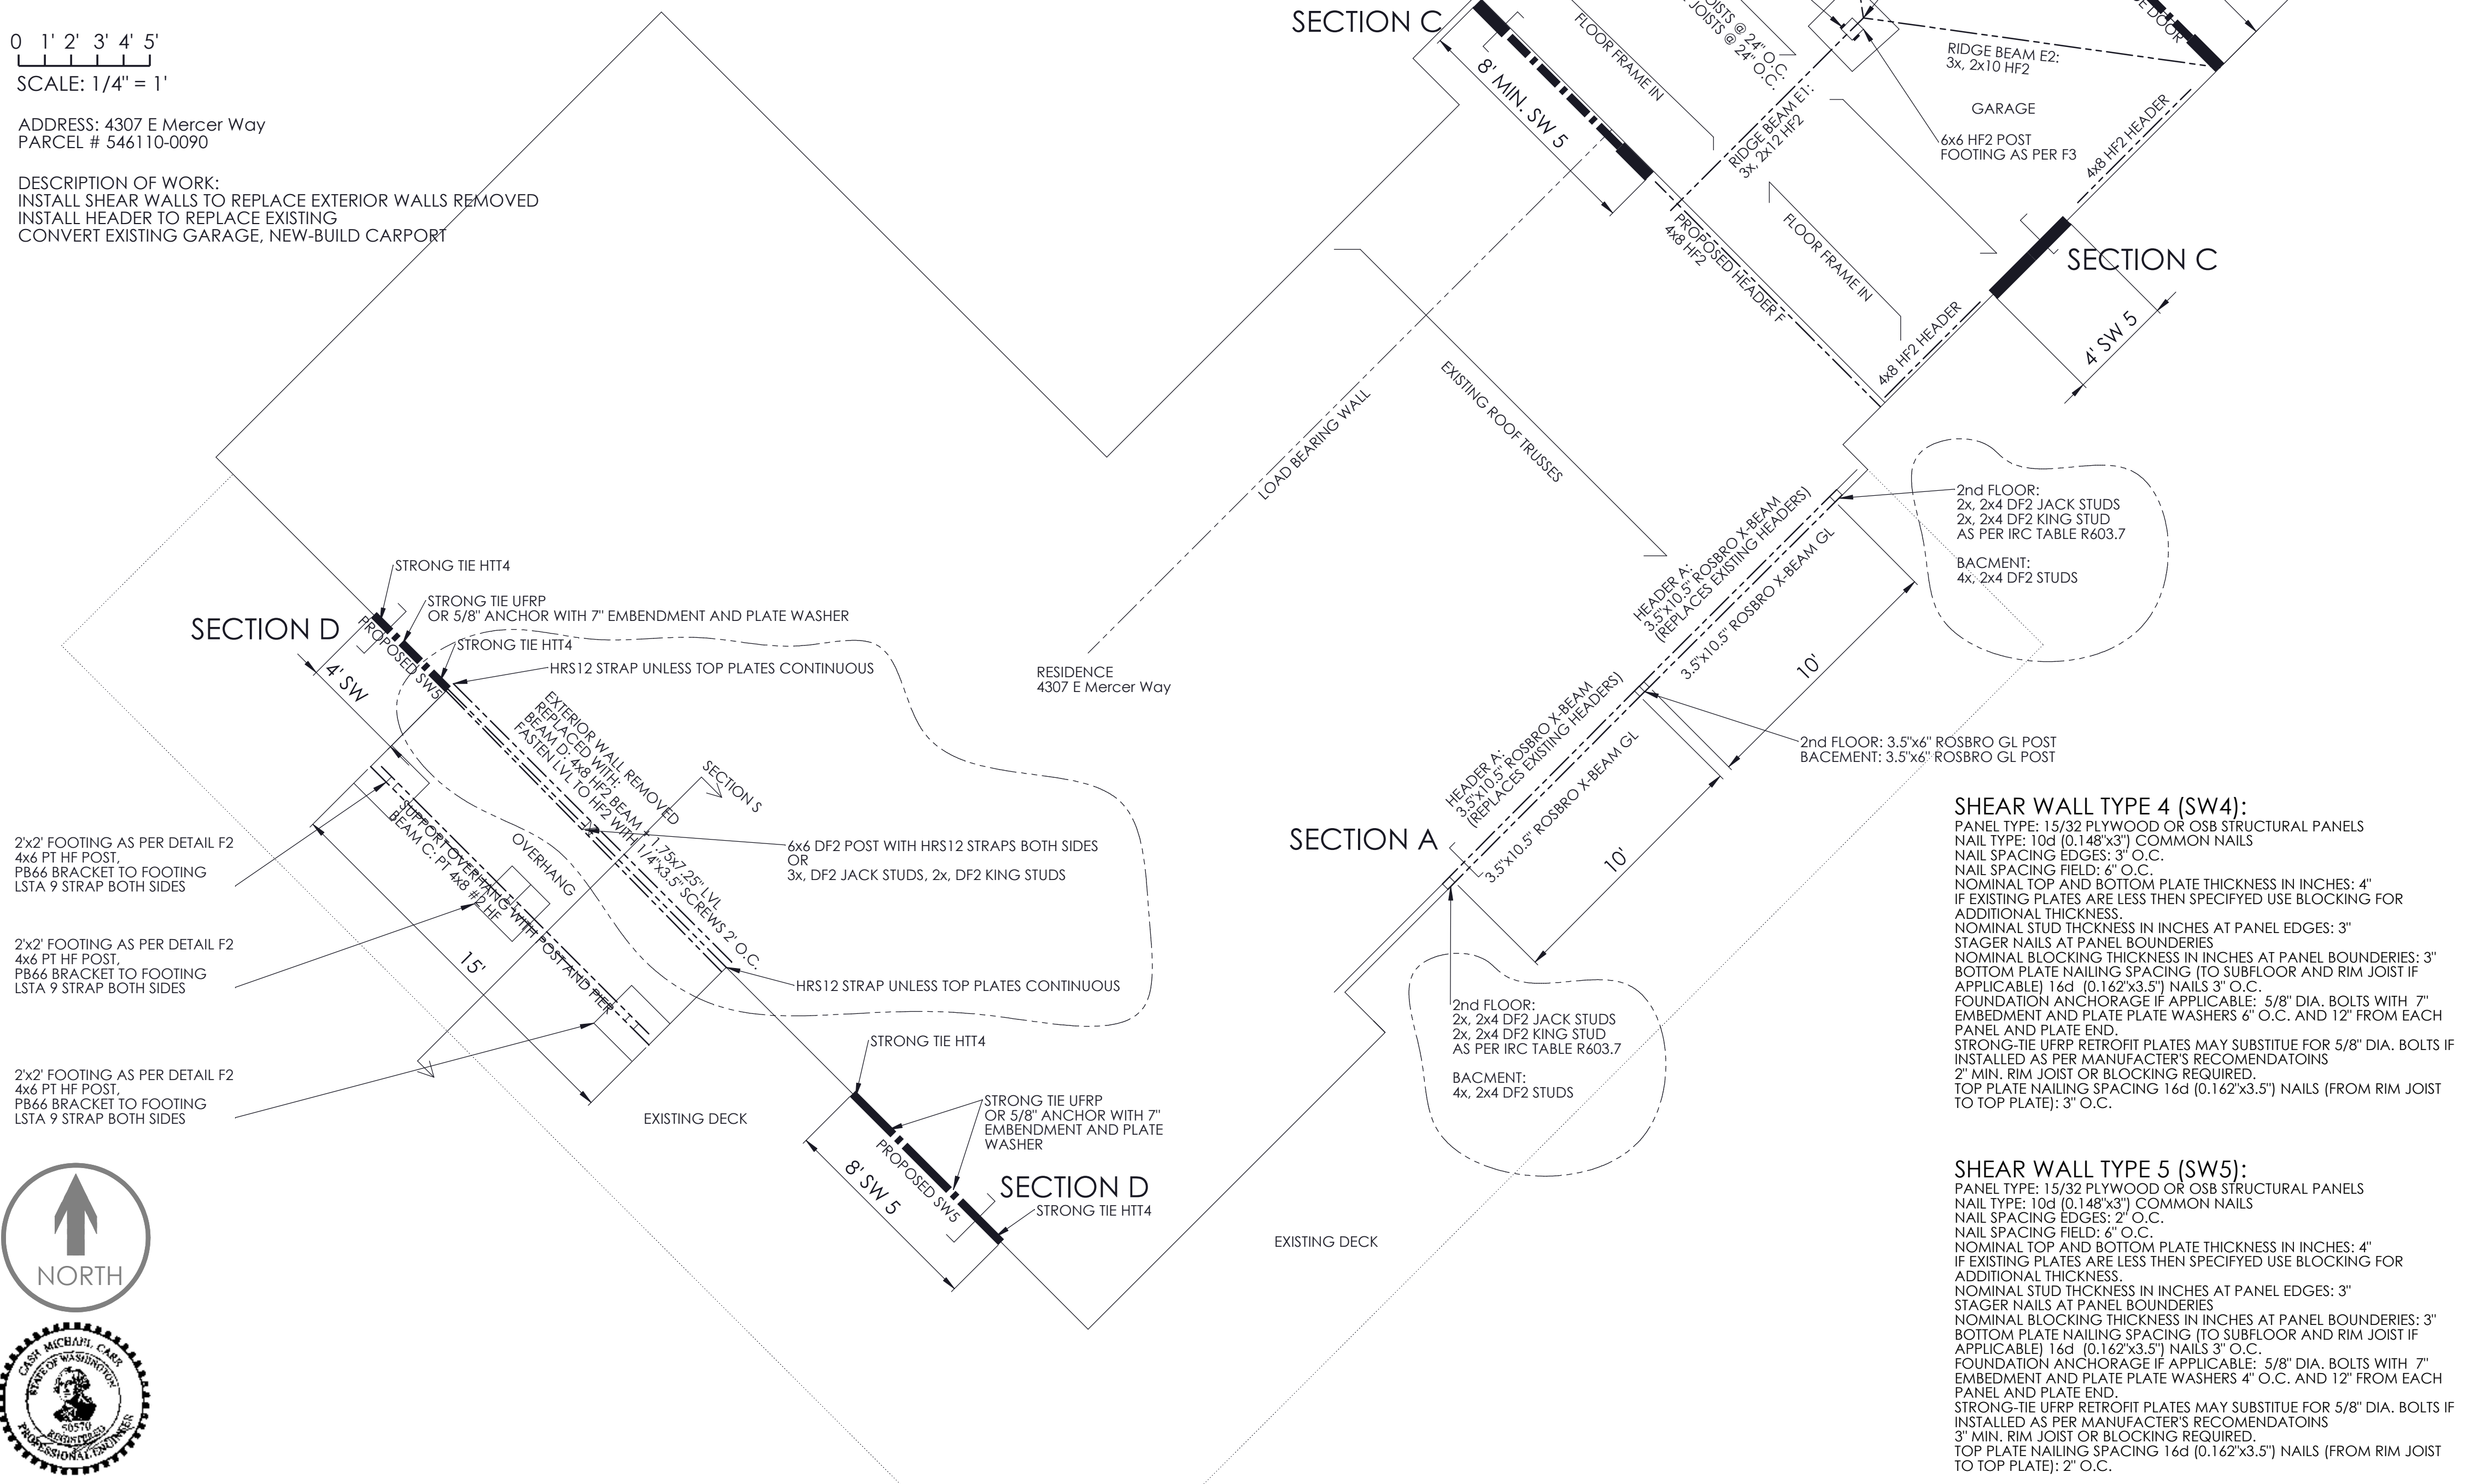 0 1' 2' 3' 4' 5'
SCALE: 1/4" = 1'
ADDRESS: 4307 E Mercer Way
PARCEL # 546110-0090
DESCRIPTION OF WORK:
INSTALL SHEAR WALLS TO REPLACE EXTERIOR WALLS REMOVED
INSTALL HEADER TO REPLACE EXISTING
CONVERT EXISTING GARAGE, NEW-BUILD CARPORT
SECTION C
8' MIN. SW 5
FLOOR FRAME IN
JOISTS @ 24" O.C.
JOISTS @ 24" O.C.
DOOR
RIDGE BEAM E2:
3x, 2x10 HF2
GARAGE
6x6 HF2 POST
FOOTING AS PER F3
RIDGE BEAM E1:
3x, 2x12 HF2
4x8 HF2 HEADER
PROPOSED HEADER F
4x8 HF2
FLOOR FRAME IN
SECTION C
4' SW 5
4x8 HF2 HEADER
LOAD BEARING WALL
EXISTING ROOF TRUSSES
2nd FLOOR:
2x, 2x4 DF2 JACK STUDS
2x, 2x4 DF2 KING STUD
AS PER IRC TABLE R603.7
BACMENT:
4x, 2x4 DF2 STUDS
HEADER A:
3.5"x10.5" ROSBRO X-BEAM
(REPLACES EXISTING HEADERS)
3.5"x10.5" ROSBRO X-BEAM GL
10'
STRONG TIE HTT4
STRONG TIE UFRP
OR 5/8" ANCHOR WITH 7" EMBENDMENT AND PLATE WASHER
SECTION D
PROPOSED SW5
STRONG TIE HTT4
HRS12 STRAP UNLESS TOP PLATES CONTINUOUS
4' SW
RESIDENCE
4307 E Mercer Way
EXTERIOR WALL REMOVED
REPLACED WITH:
BEAM D: 4x8 HF2 BEAM + 1.75x7.25" LVL
FASTEN LVL TO HF2 WITH 1/4"x3.5" SCREWS 2' O.C.
SECTION S
HEADER A:
3.5"x10.5" ROSBRO X-BEAM
(REPLACES EXISTING HEADERS)
3.5"x10.5" ROSBRO X-BEAM GL
10'
2nd FLOOR: 3.5"x6" ROSBRO GL POST
BACEMENT: 3.5"x6" ROSBRO GL POST
SECTION A
6x6 DF2 POST WITH HRS12 STRAPS BOTH SIDES
OR
3x, DF2 JACK STUDS, 2x, DF2 KING STUDS
OVERHANG
SUPPORT OVERHANG WITH POST AND PIER
BEAM C: PT 4x8 #2 HF
15'
2'x2' FOOTING AS PER DETAIL F2
4x6 PT HF POST,
PB66 BRACKET TO FOOTING
LSTA 9 STRAP BOTH SIDES
2'x2' FOOTING AS PER DETAIL F2
4x6 PT HF POST,
PB66 BRACKET TO FOOTING
LSTA 9 STRAP BOTH SIDES
2'x2' FOOTING AS PER DETAIL F2
4x6 PT HF POST,
PB66 BRACKET TO FOOTING
LSTA 9 STRAP BOTH SIDES
HRS12 STRAP UNLESS TOP PLATES CONTINUOUS
2nd FLOOR:
2x, 2x4 DF2 JACK STUDS
2x, 2x4 DF2 KING STUD
AS PER IRC TABLE R603.7
BACMENT:
4x, 2x4 DF2 STUDS
STRONG TIE HTT4
STRONG TIE UFRP
OR 5/8" ANCHOR WITH 7"
EMBENDMENT AND PLATE
WASHER
EXISTING DECK
PROPOSED SW5
8' SW 5
SECTION D
STRONG TIE HTT4
EXISTING DECK
NORTH
CASH MICHAEL CARR
STATE OF WASHINGTON
56570
REGISTERED
PROFESSIONAL ENGINEER
SHEAR WALL TYPE 4 (SW4):
PANEL TYPE: 15/32 PLYWOOD OR OSB STRUCTURAL PANELS
NAIL TYPE: 10d (0.148"x3") COMMON NAILS
NAIL SPACING EDGES: 3" O.C.
NAIL SPACING FIELD: 6" O.C.
NOMINAL TOP AND BOTTOM PLATE THICKNESS IN INCHES: 4"
IF EXISTING PLATES ARE LESS THEN SPECIFYED USE BLOCKING FOR
ADDITIONAL THICKNESS.
NOMINAL STUD THCKNESS IN INCHES AT PANEL EDGES: 3"
STAGER NAILS AT PANEL BOUNDERIES
NOMINAL BLOCKING THICKNESS IN INCHES AT PANEL BOUNDERIES: 3"
BOTTOM PLATE NAILING SPACING (TO SUBFLOOR AND RIM JOIST IF
APPLICABLE) 16d (0.162"x3.5") NAILS 3" O.C.
FOUNDATION ANCHORAGE IF APPLICABLE: 5/8" DIA. BOLTS WITH 7"
EMBEDMENT AND PLATE PLATE WASHERS 6" O.C. AND 12" FROM EACH
PANEL AND PLATE END.
STRONG-TIE UFRP RETROFIT PLATES MAY SUBSTITUE FOR 5/8" DIA. BOLTS IF
INSTALLED AS PER MANUFACTER'S RECOMENDATOINS
2" MIN. RIM JOIST OR BLOCKING REQUIRED.
TOP PLATE NAILING SPACING 16d (0.162"x3.5") NAILS (FROM RIM JOIST
TO TOP PLATE): 3" O.C.
SHEAR WALL TYPE 5 (SW5):
PANEL TYPE: 15/32 PLYWOOD OR OSB STRUCTURAL PANELS
NAIL TYPE: 10d (0.148"x3") COMMON NAILS
NAIL SPACING EDGES: 2" O.C.
NAIL SPACING FIELD: 6" O.C.
NOMINAL TOP AND BOTTOM PLATE THICKNESS IN INCHES: 4"
IF EXISTING PLATES ARE LESS THEN SPECIFYED USE BLOCKING FOR
ADDITIONAL THICKNESS.
NOMINAL STUD THCKNESS IN INCHES AT PANEL EDGES: 3"
STAGER NAILS AT PANEL BOUNDERIES
NOMINAL BLOCKING THICKNESS IN INCHES AT PANEL BOUNDERIES: 3"
BOTTOM PLATE NAILING SPACING (TO SUBFLOOR AND RIM JOIST IF
APPLICABLE) 16d (0.162"x3.5") NAILS 3" O.C.
FOUNDATION ANCHORAGE IF APPLICABLE: 5/8" DIA. BOLTS WITH 7"
EMBEDMENT AND PLATE PLATE WASHERS 4" O.C. AND 12" FROM EACH
PANEL AND PLATE END.
STRONG-TIE UFRP RETROFIT PLATES MAY SUBSTITUE FOR 5/8" DIA. BOLTS IF
INSTALLED AS PER MANUFACTER'S RECOMENDATOINS
3" MIN. RIM JOIST OR BLOCKING REQUIRED.
TOP PLATE NAILING SPACING 16d (0.162"x3.5") NAILS (FROM RIM JOIST
TO TOP PLATE): 2" O.C.